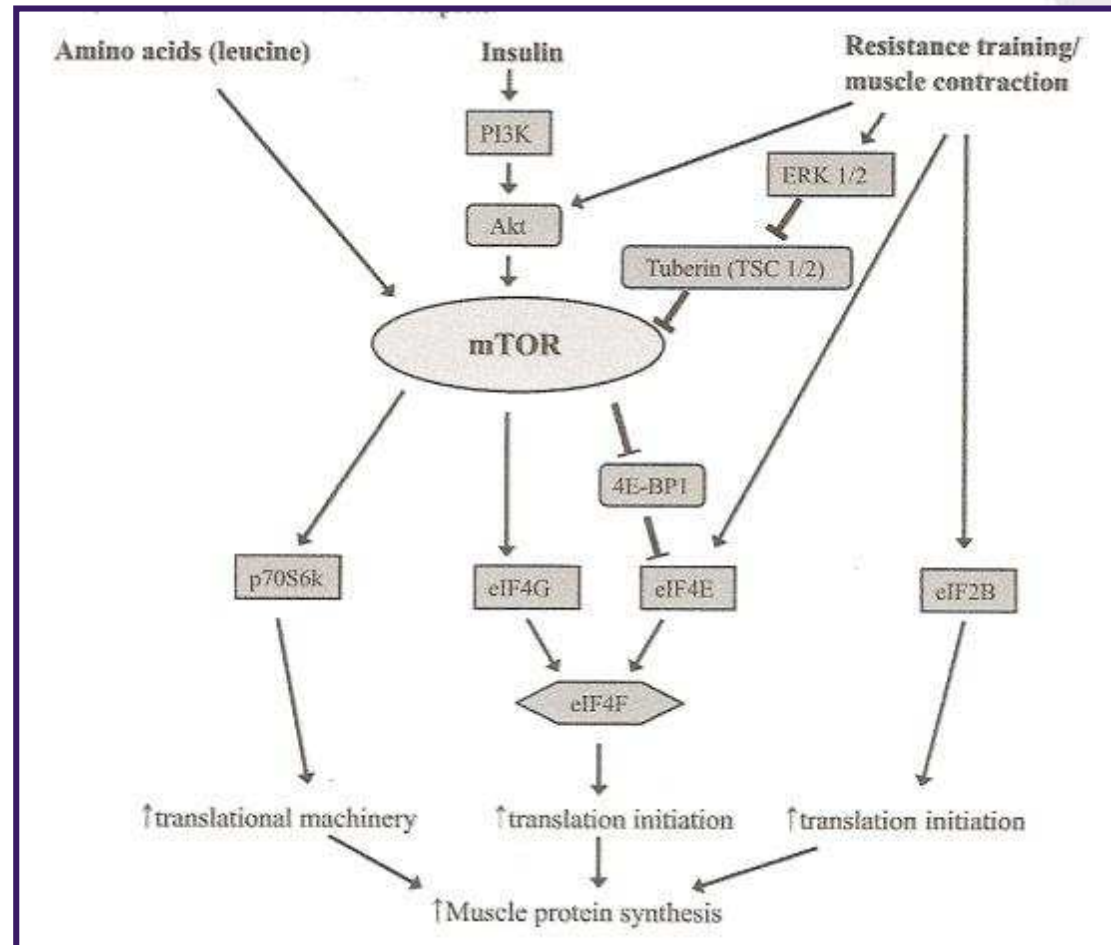 Amino acids (leucine)
Insulin
Resistance training/
muscle contraction
PI3K
ERK 1/2
Akt
Tuberin (TSC 1/2)
mTOR
4E-BP1
p70S6k
eIF4G
eIF4E
eIF2B
eIF4F
↑translational machinery
↑translation initiation
↑translation initiation
↑Muscle protein synthesis